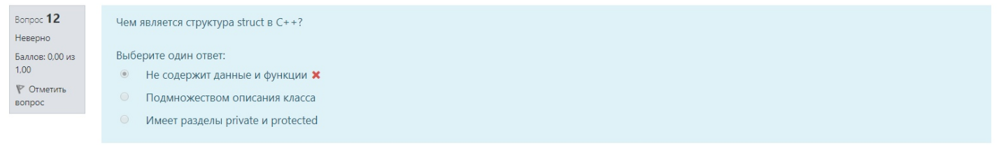 Вопрос 12
Неверно
Баллов: 0,00 из
1,00
Отметить
вопрос
Чем является структура struct в C++?
Выберите один ответ:
Не содержит данные и функции
Подмножеством описания класса
Имеет разделы private и protected